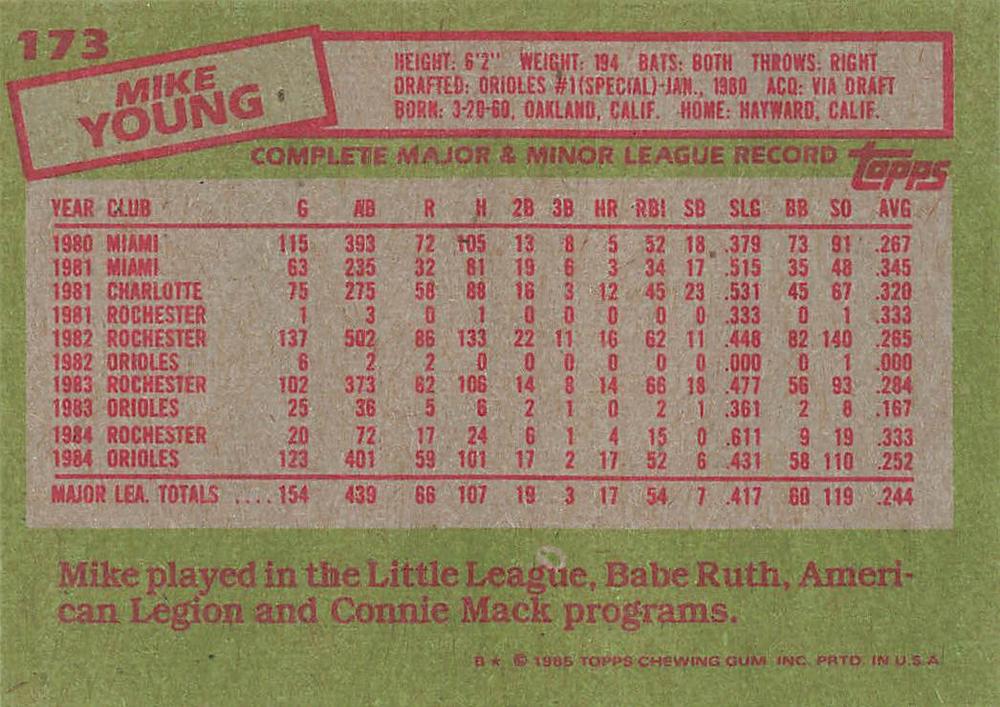 173
MIKE
YOUNG
HEIGHT: 6'2" WEIGHT: 194 BATS: BOTH THROWS: RIGHT
DRAFTED: ORIOLES #1(SPECIAL)-JAN., 1980 ACQ: VIA DRAFT
BORN: 3-20-60, OAKLAND, CALIF. HOME: HAYWARD, CALIF.
COMPLETE MAJOR & MINOR LEAGUE RECORD Topps
YEAR CLUB G AB R H 2B 3B HR RBI SB SLG BB SO AVG
1980 MIAMI 115 393 72 105 13 8 5 52 18 .379 73 91 .267
1981 MIAMI 63 235 32 81 19 6 3 34 17 .515 35 48 .345
1981 CHARLOTTE 75 275 58 88 16 3 12 45 23 .531 45 67 .320
1981 ROCHESTER 1 3 0 1 0 0 0 0 0 .333 0 1 .333
1982 ROCHESTER 137 502 86 133 22 11 16 62 11 .448 82 140 .265
1982 ORIOLES 6 2 2 0 0 0 0 0 0 .000 0 1 .000
1983 ROCHESTER 102 373 62 106 14 8 14 66 18 .477 56 93 .284
1983 ORIOLES 25 36 5 6 2 1 0 2 1 .361 2 8 .167
1984 ROCHESTER 20 72 17 24 6 1 4 15 0 .611 9 19 .333
1984 ORIOLES 123 401 59 101 17 2 17 52 6 .431 58 110 .252
MAJOR LEA. TOTALS ....154 439 66 107 19 3 17 54 7 .417 60 119 .244
Mike played in the Little League, Babe Ruth, Ameri-
can Legion and Connie Mack programs.
B★ © 1985 TOPPS CHEWING GUM, INC. PRTD. IN U.S.A.